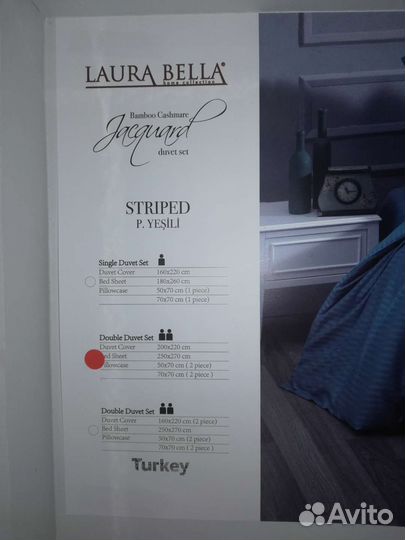 LAURA BELLA®
home collection
Bamboo Cashmare
Jacquard
duvet set
STRIPED
P. YEŞİLİ
Single Duvet Set
Duvet Cover 160x220 cm
Bed Sheet 180x260 cm
Pillowcase 50x70 cm (1 piece)
70x70 cm (1 piece)
Double Duvet Set
Duvet Cover 200x220 cm
Bed Sheet 250x270 cm
Pillowcase 50x70 cm ( 2 piece)
70x70 cm ( 2 piece )
Double Duvet Set
Duvet Cover 160x220 cm (2 piece)
Bed Sheet 250x270 cm
Pillowcase 50x70 cm (2 piece)
70x70 cm ( 2 piece )
Turkey
Avito